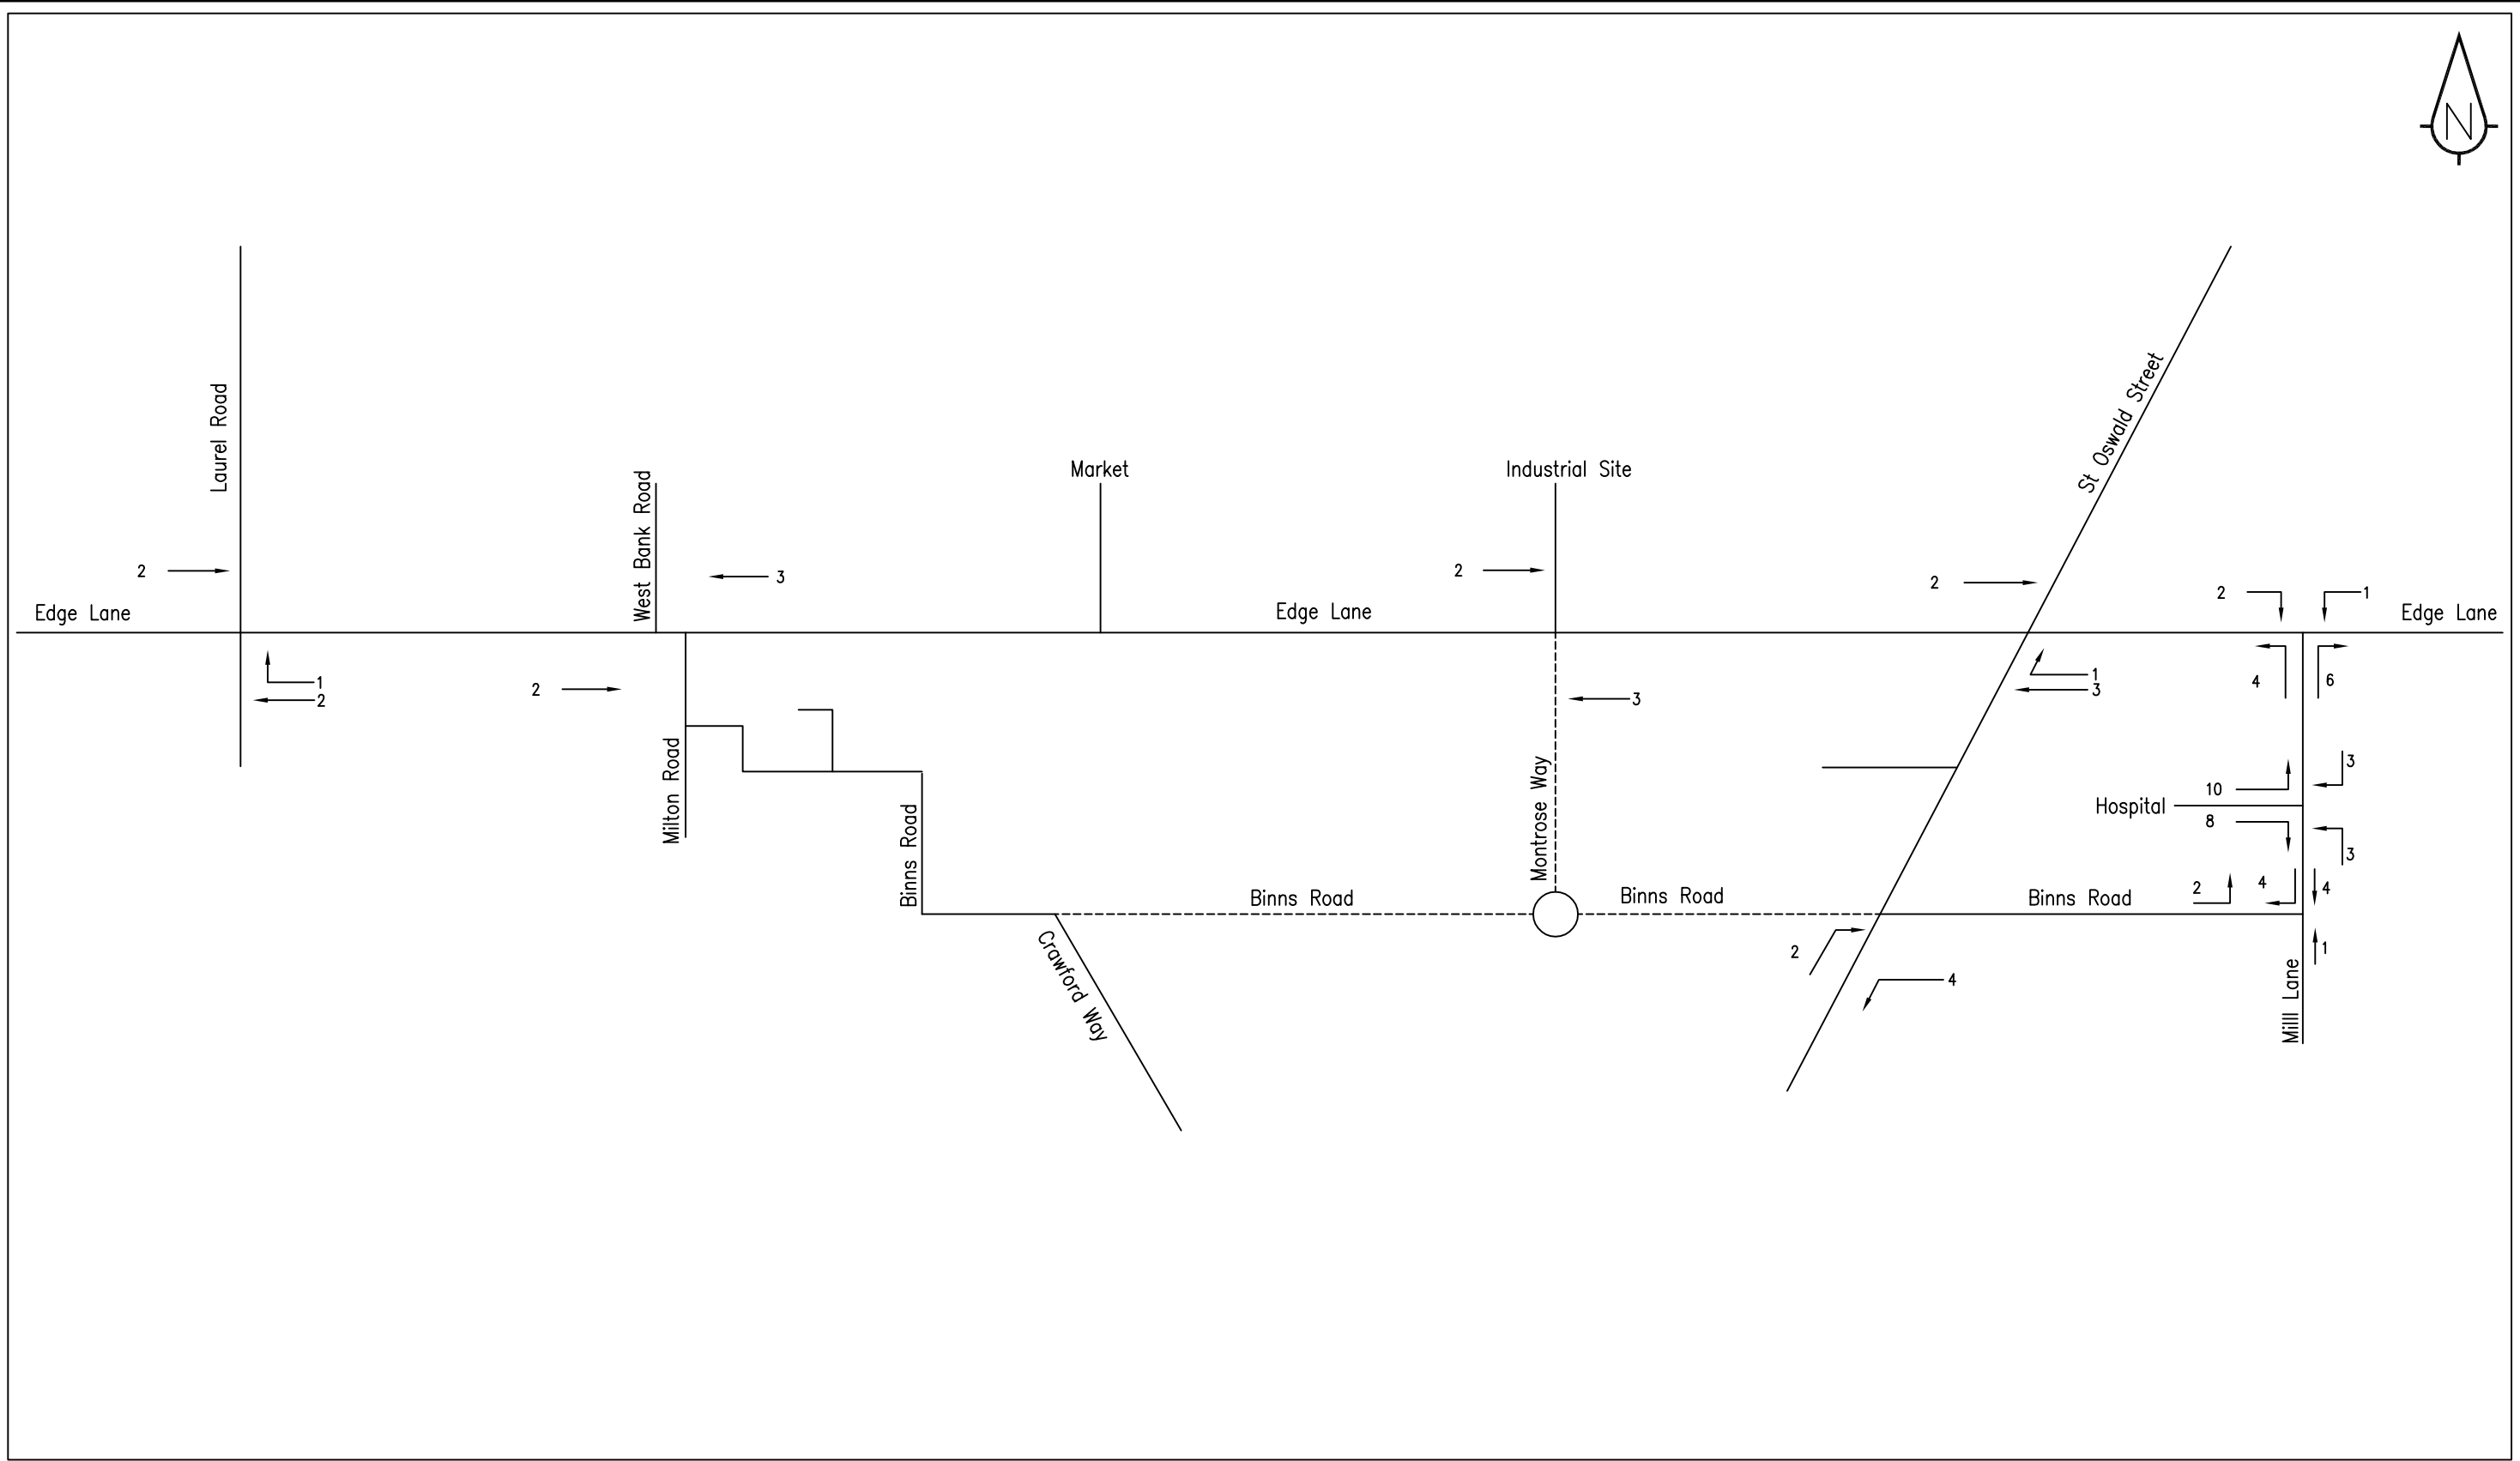 N
Laurel Road
St Oswald Street
Market
Industrial Site
West Bank Road
2
3
2
2
2
1
Edge Lane
Edge Lane
Edge Lane
1
2
2
3
1
3
4
6
Milton Road
Binns Road
Montrose Way
3
10
Hospital
8
3
2
4
4
Binns Road
Binns Road
Binns Road
Crawford Way
2
4
1
Milll Lane